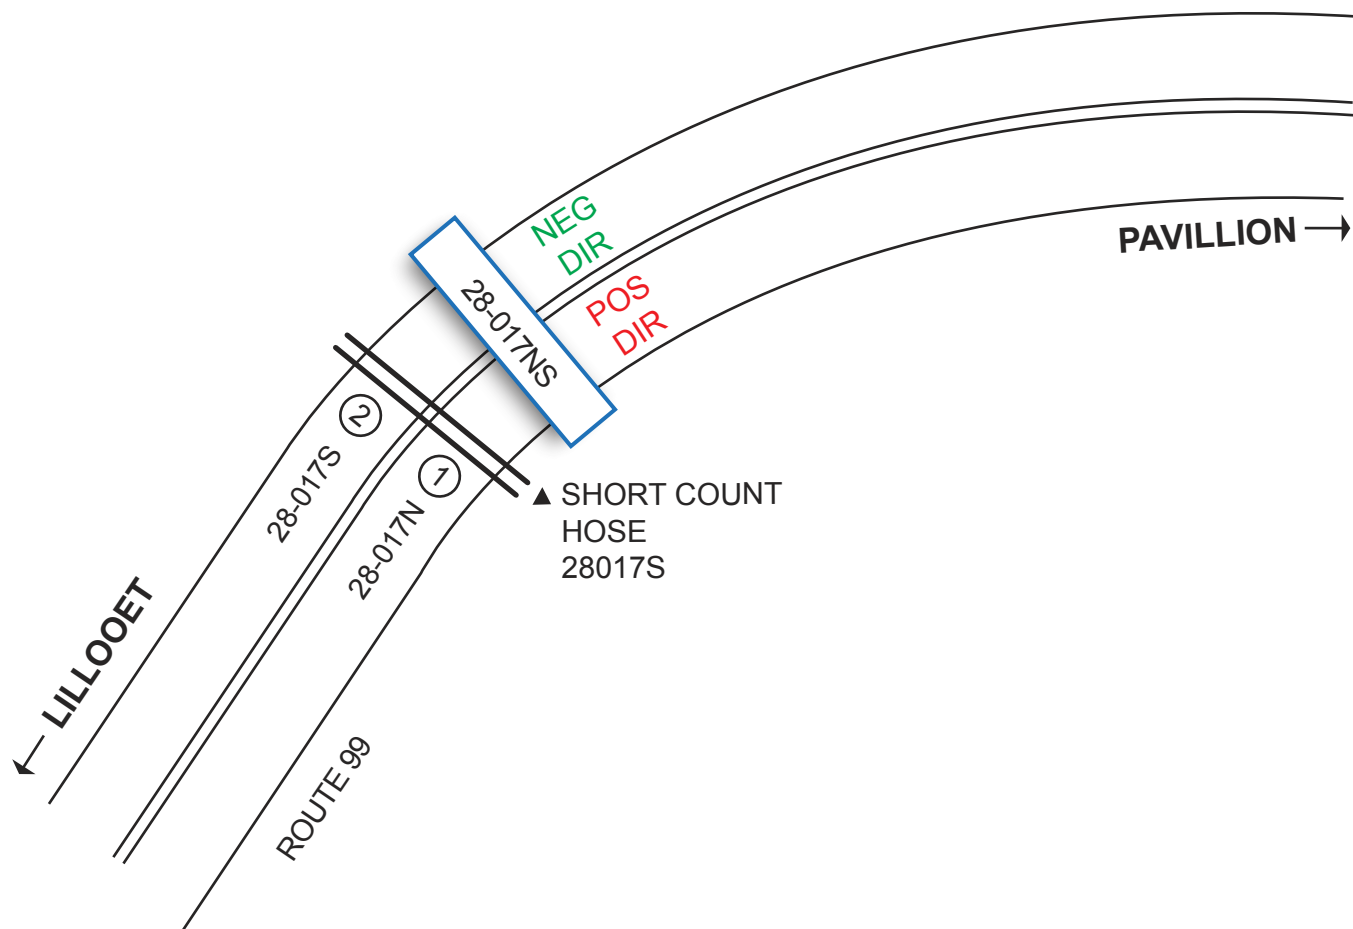 NEG
DIR
POS
DIR
PAVILLION
28-017NS
2
28-017S
1
28-017N
▲ SHORT COUNT
HOSE
28017S
LILLOOET
ROUTE 99